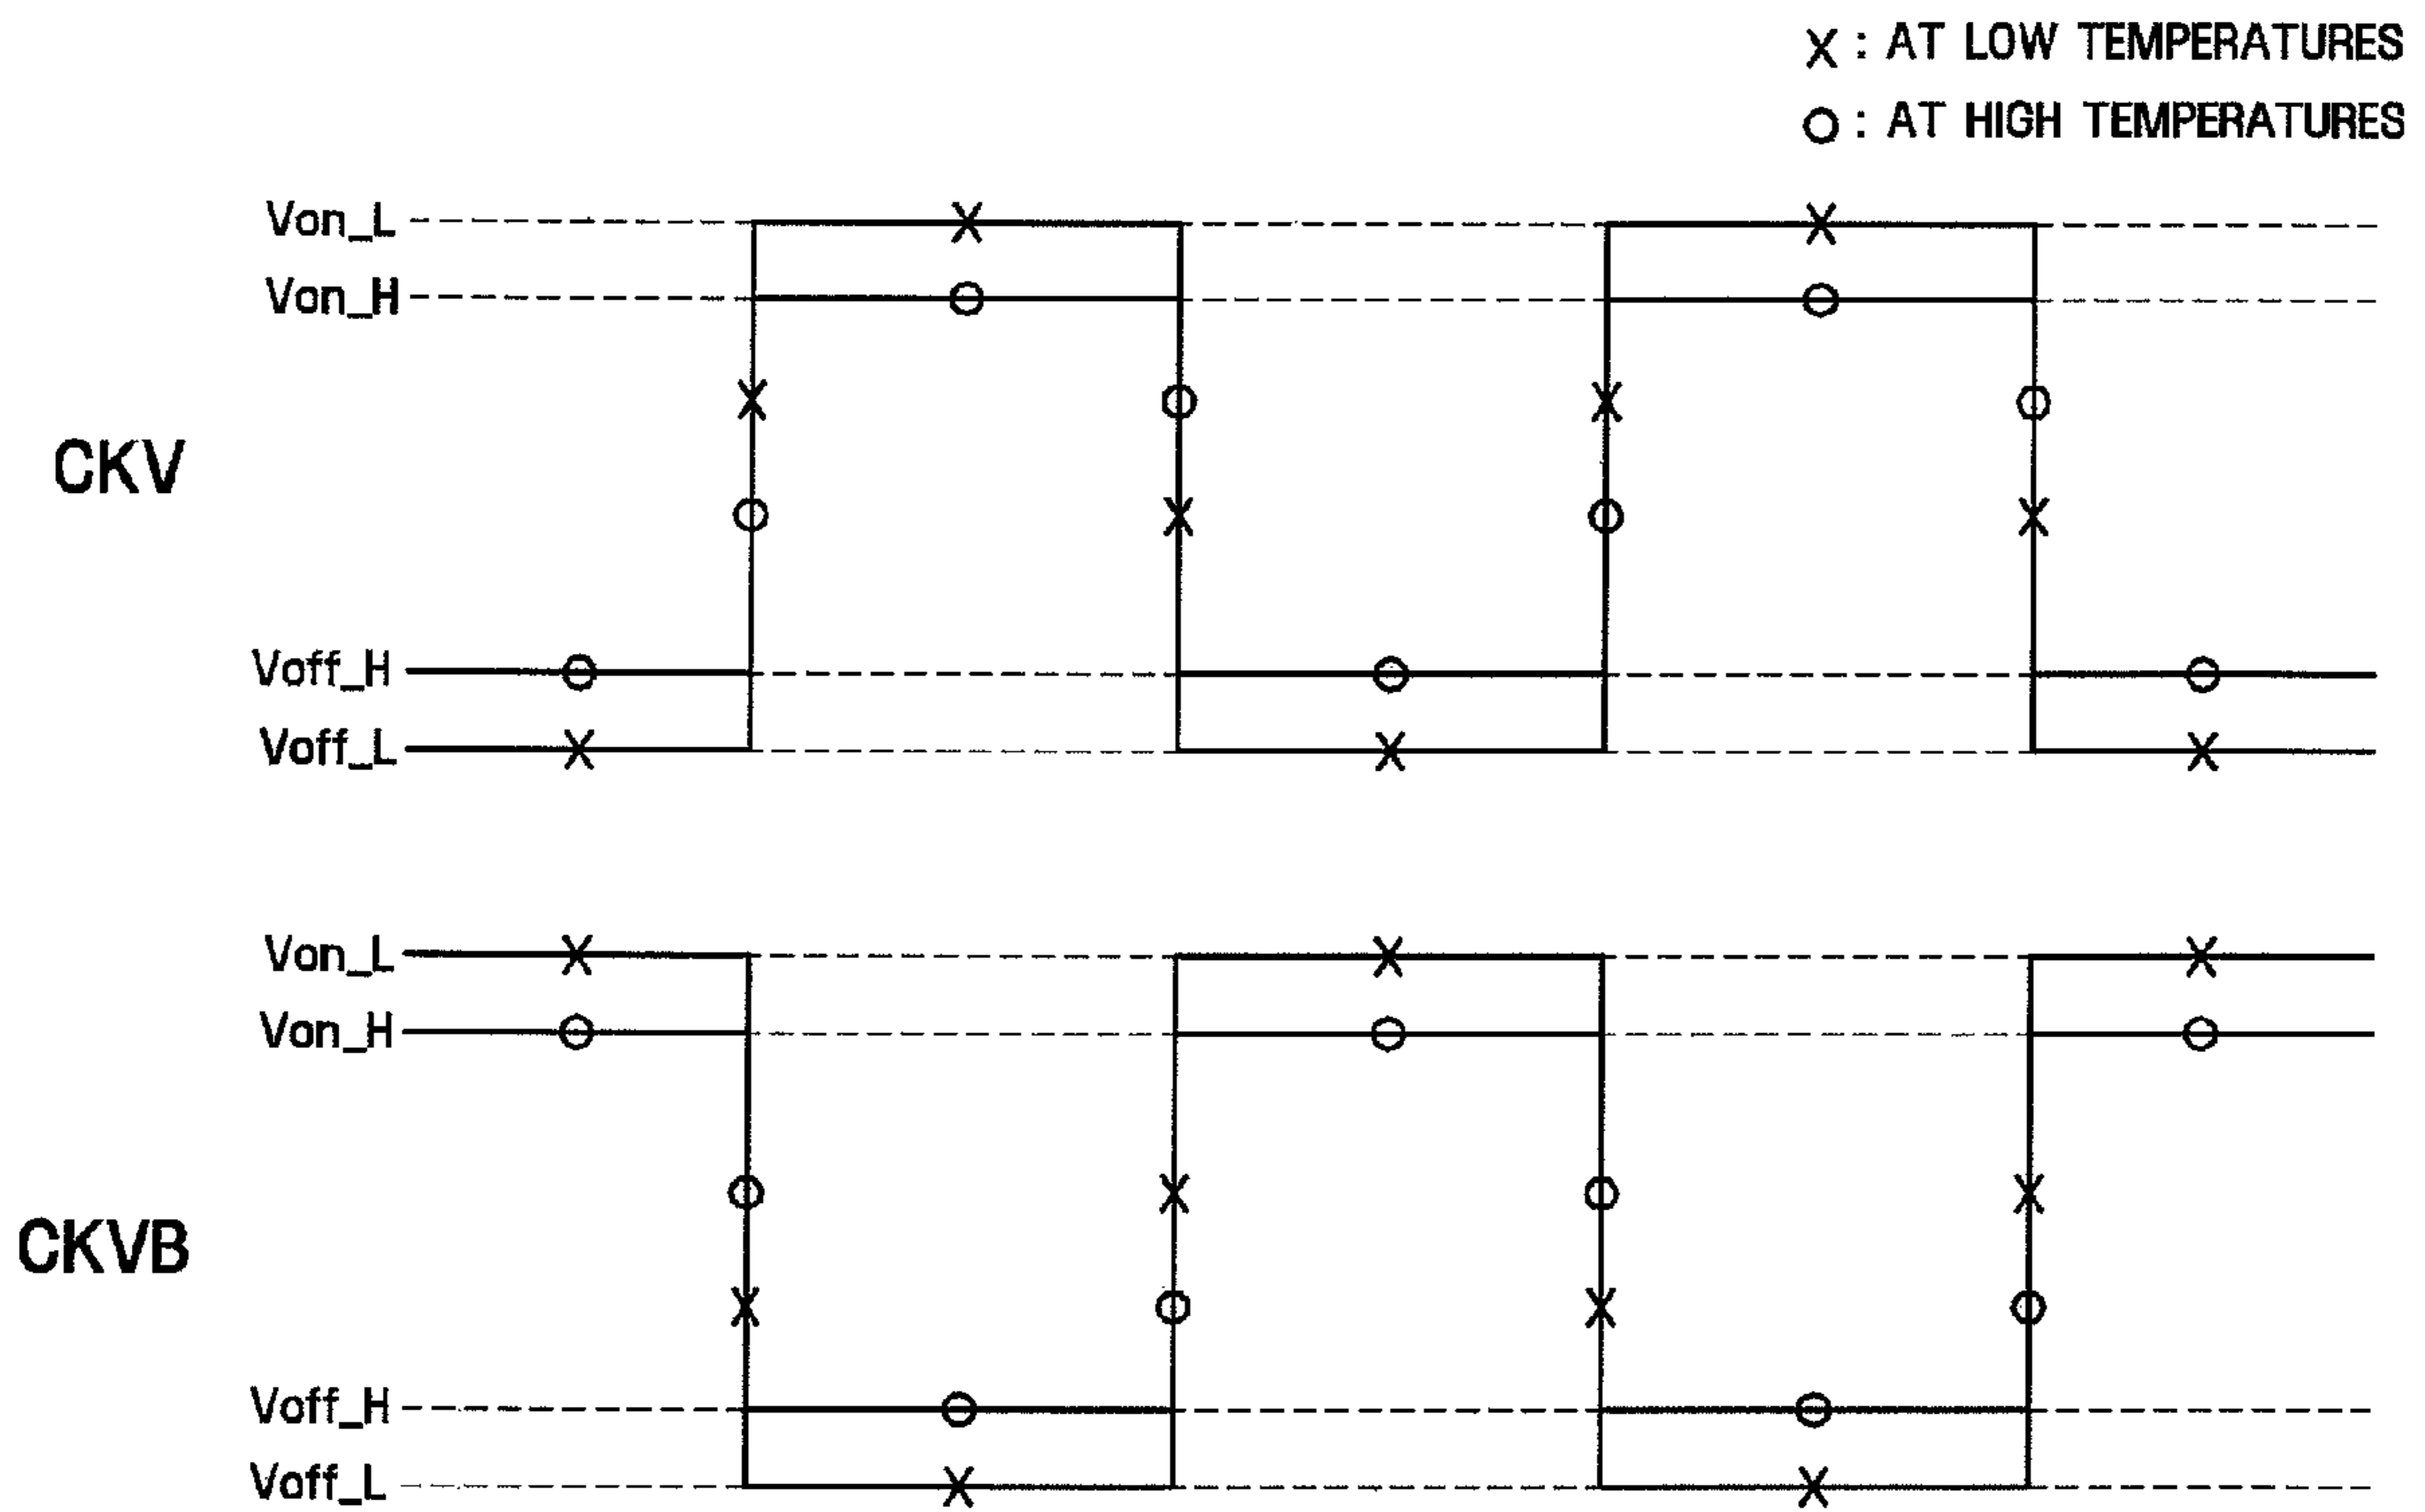 X : AT LOW TEMPERATURES
O : AT HIGH TEMPERATURES
Von_L
Von_H
CKV
Voff_H
Voff_L
Von_L
Von_H
CKVB
Voff_H
Voff_L